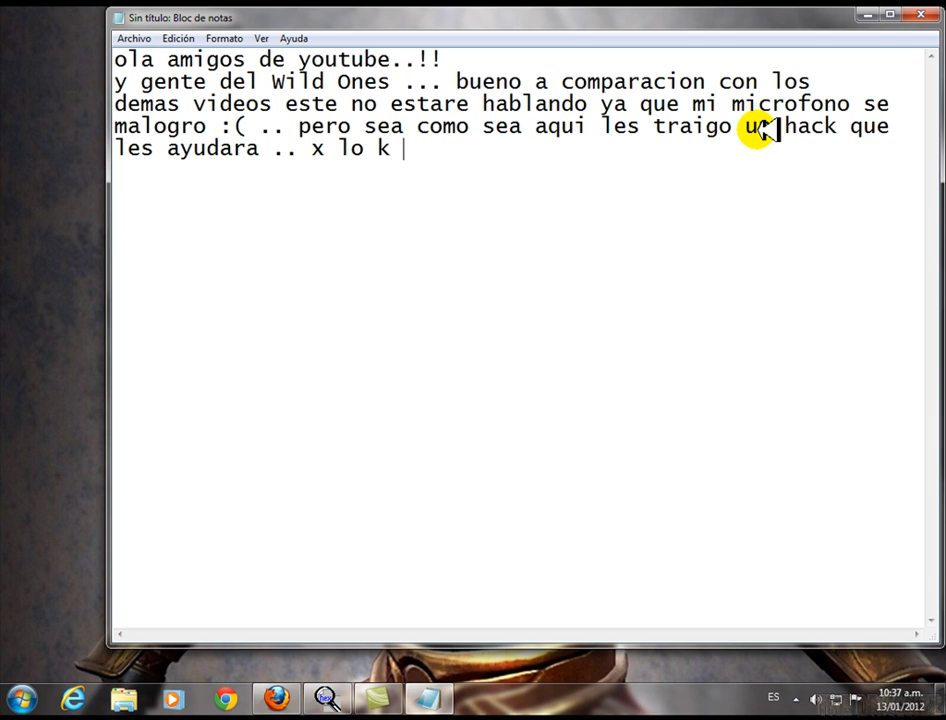 Sin título: Bloc de notas
Archivo Edición Formato Ver Ayuda
ola amigos de youtube..!!
y gente del Wild Ones ... bueno a comparacion con los
demas videos este no estare hablando ya que mi microfono se
malogro :( .. pero sea como sea aqui les traigo un hack que
les ayudara .. x lo k
hex
ES
10:37 a.m.
13/01/2012